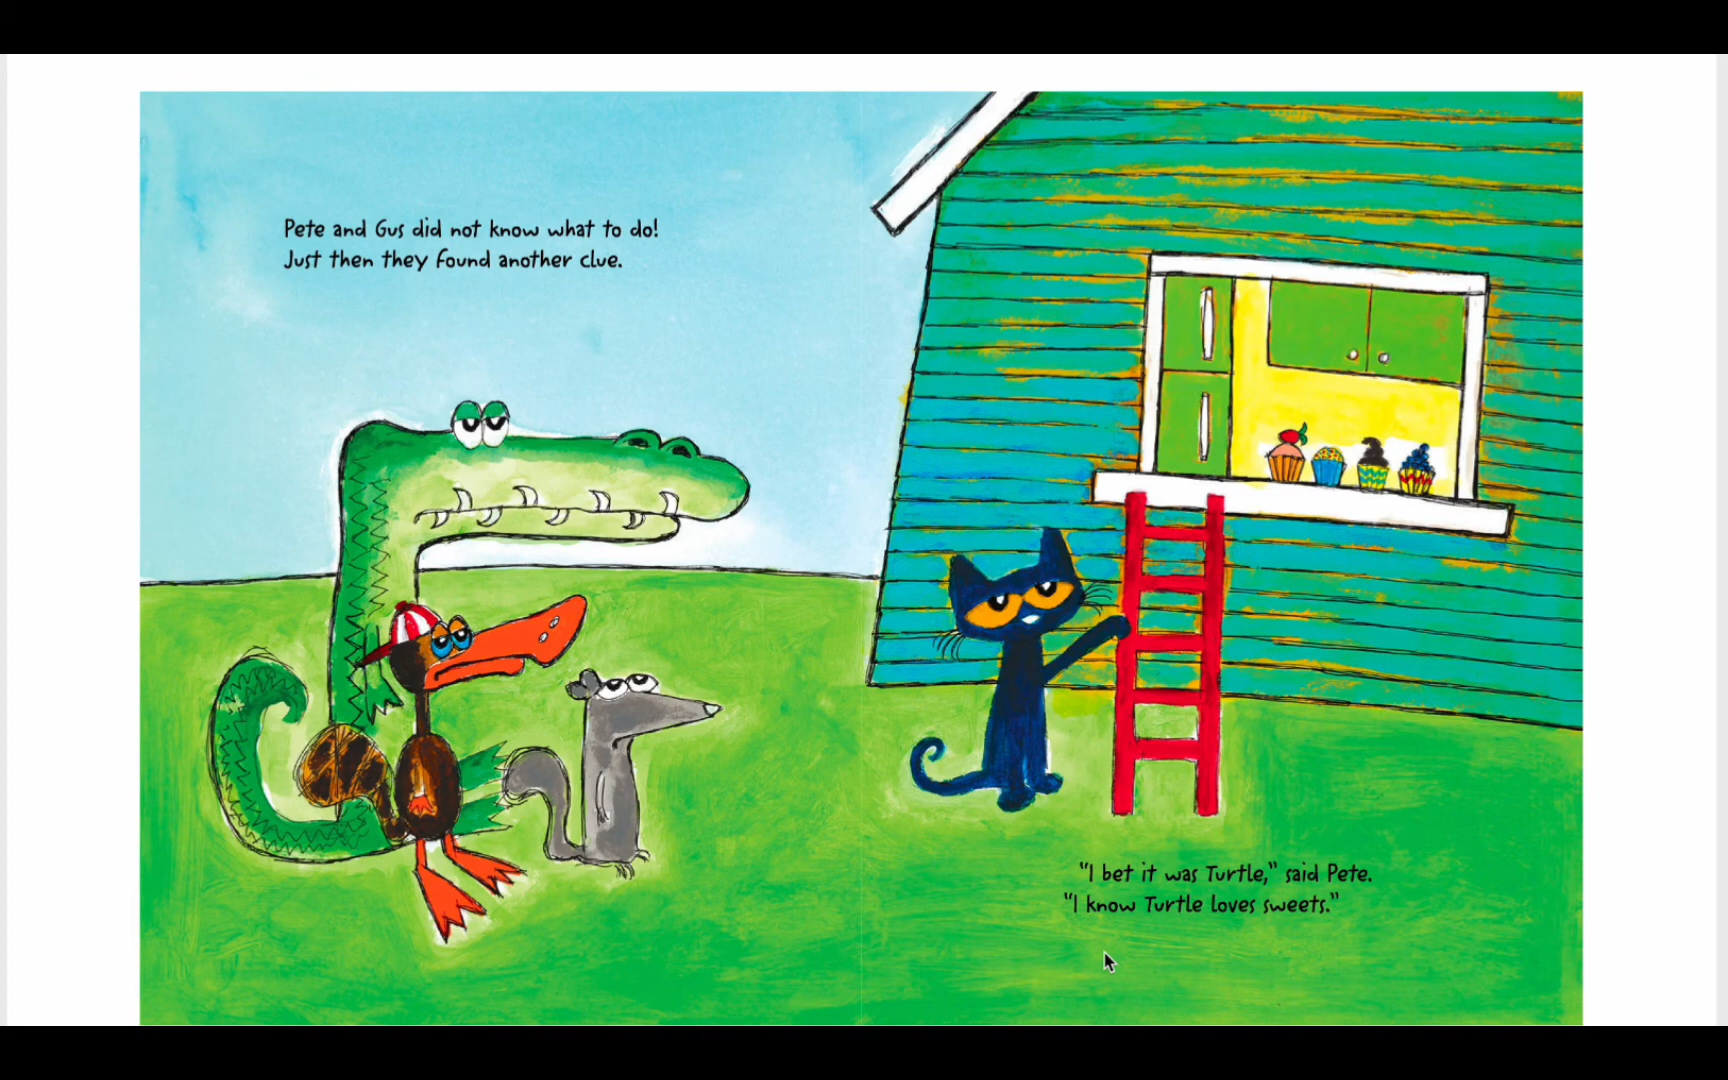 Pete and Gus did not know what to do!
Just then they found another clue.
"I bet it was Turtle," said Pete.
"I know Turtle loves sweets."